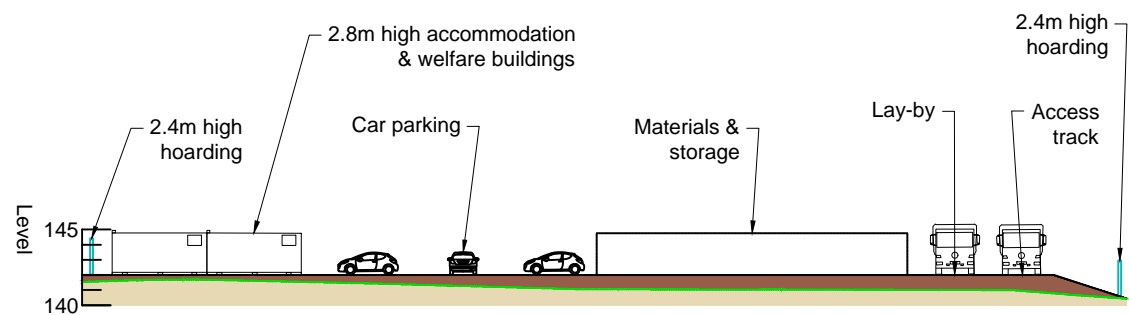 2.8m high accommodation
& welfare buildings
2.4m high
hoarding
2.4m high
hoarding
Car parking
Materials &
storage
Lay-by
Access
track
Level
145
140